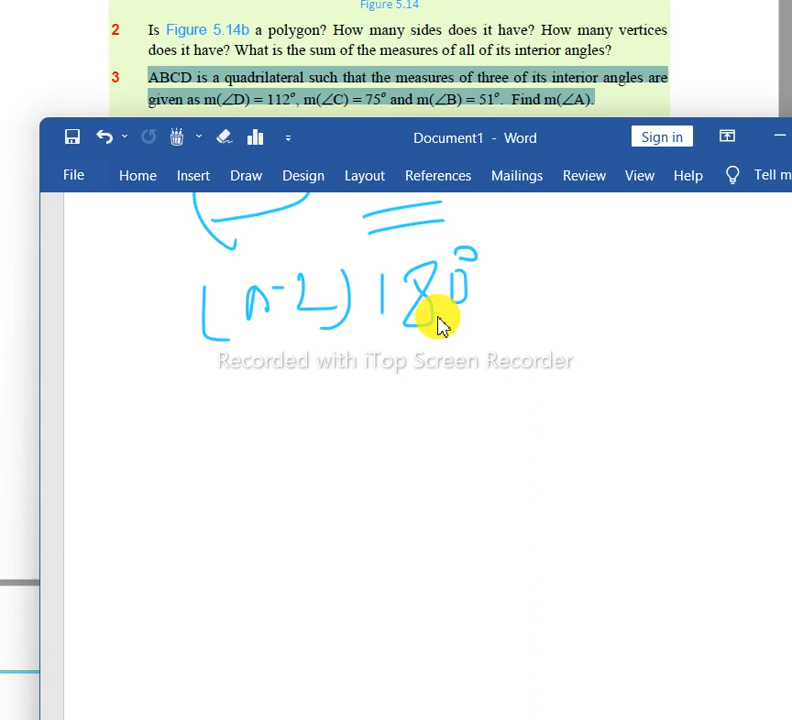 Figure 5.14
2 Is Figure 5.14b a polygon? How many sides does it have? How many vertices
does it have? What is the sum of the measures of all of its interior angles?
3 ABCD is a quadrilateral such that the measures of three of its interior angles are
given as m(∠D) = 112°, m(∠C) = 75° and m(∠B) = 51°. Find m(∠A).
Document1 - Word
Sign in
File Home Insert Draw Design Layout References Mailings Review View Help Tell m
(n-2)180°
Recorded with iTop Screen Recorder